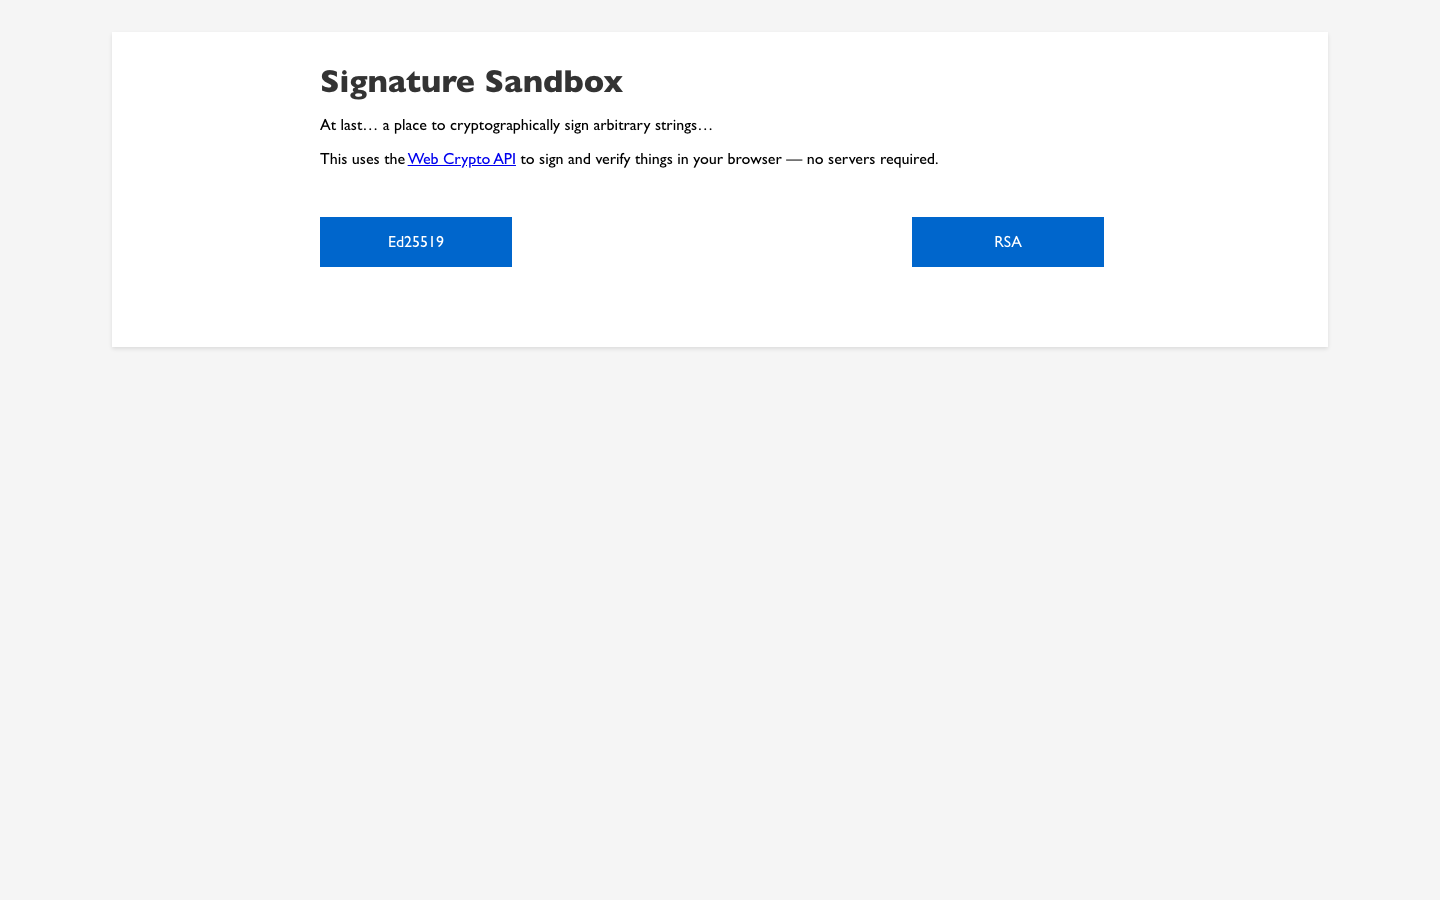 Signature Sandbox
At last… a place to cryptographically sign arbitrary strings…
This uses the Web Crypto API to sign and verify things in your browser — no servers required.
Ed25519
RSA